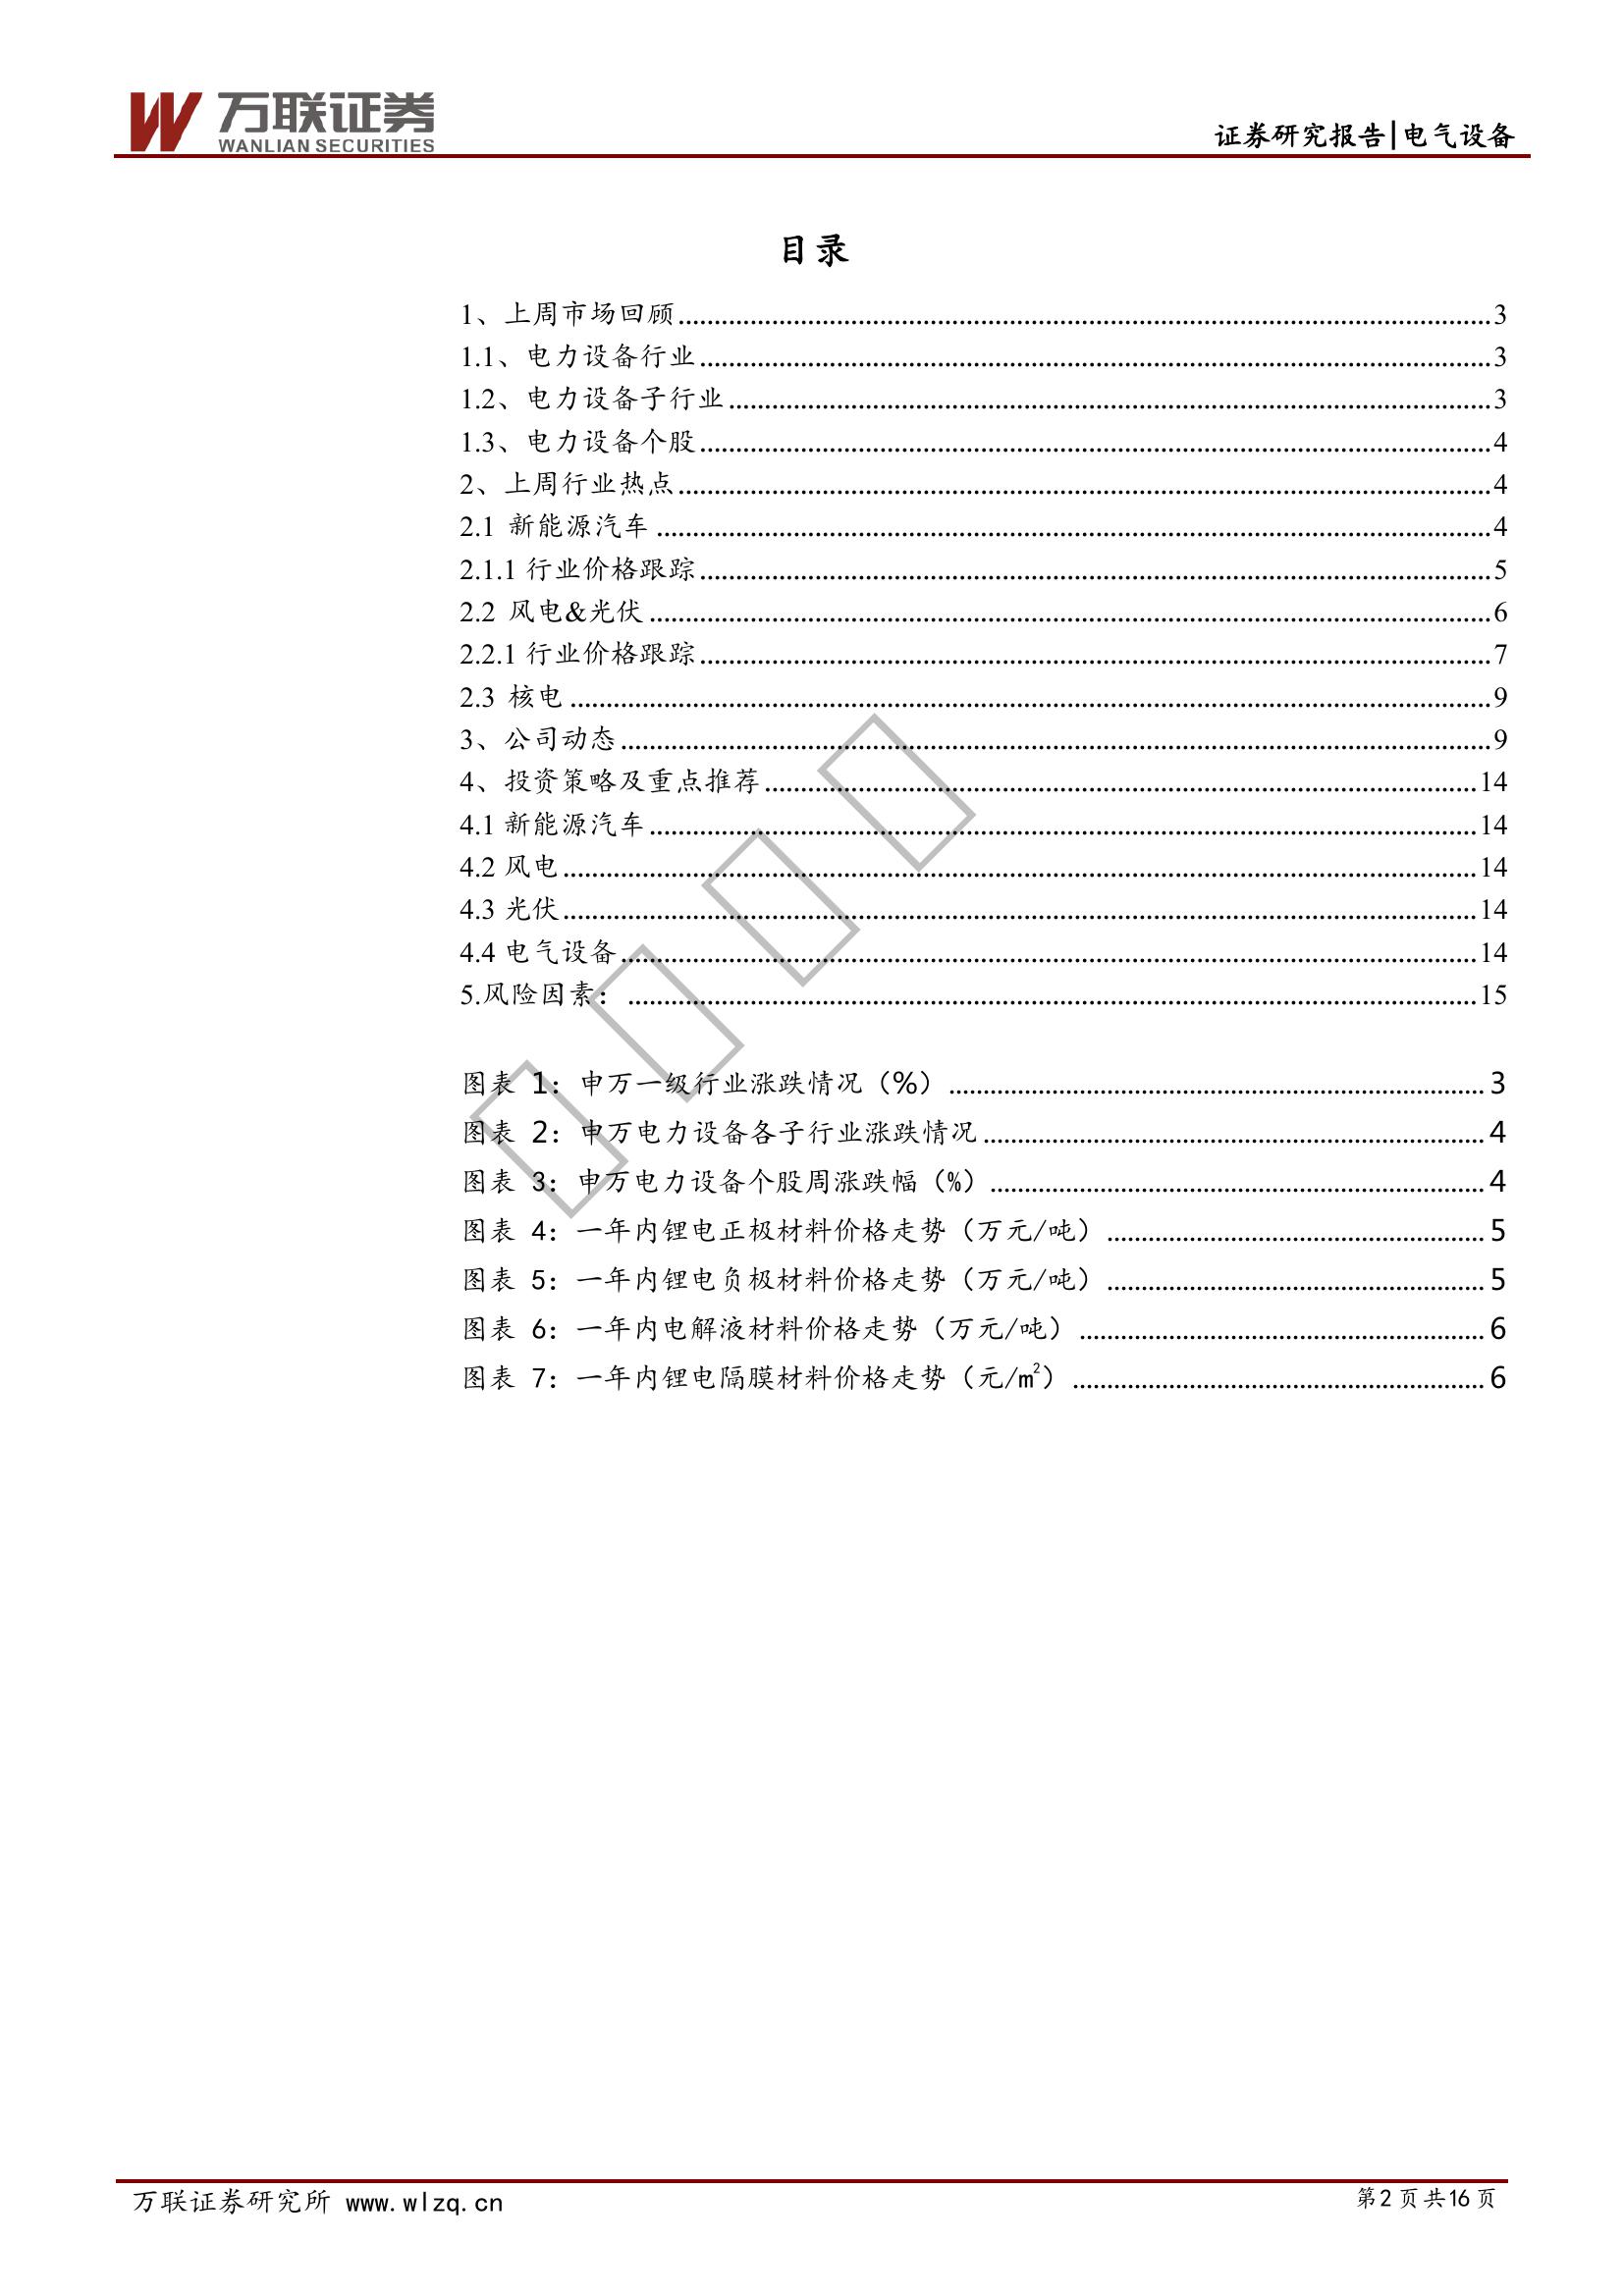 万联证券
WANLIAN SECURITIES
证券研究报告|电气设备
目录
1、上周市场回顾........3
1.1、电力设备行业........3
1.2、电力设备子行业........3
1.3、电力设备个股........4
2、上周行业热点........4
2.1 新能源汽车........4
2.1.1 行业价格跟踪........5
2.2 风电&光伏........6
2.2.1 行业价格跟踪........7
2.3 核电........9
3、公司动态........9
4、投资策略及重点推荐........14
4.1 新能源汽车........14
4.2 风电........14
4.3 光伏........14
4.4 电气设备........14
5.风险因素：........15
图表 1：申万一级行业涨跌情况（%）........3
图表 2：申万电力设备各子行业涨跌情况........4
图表 3：申万电力设备个股周涨跌幅（%）........4
图表 4：一年内锂电正极材料价格走势（万元/吨）........5
图表 5：一年内锂电负极材料价格走势（万元/吨）........5
图表 6：一年内电解液材料价格走势（万元/吨）........6
图表 7：一年内锂电隔膜材料价格走势（元/m²）........6
万联证券研究所 www.wlzq.cn
第2页共16页